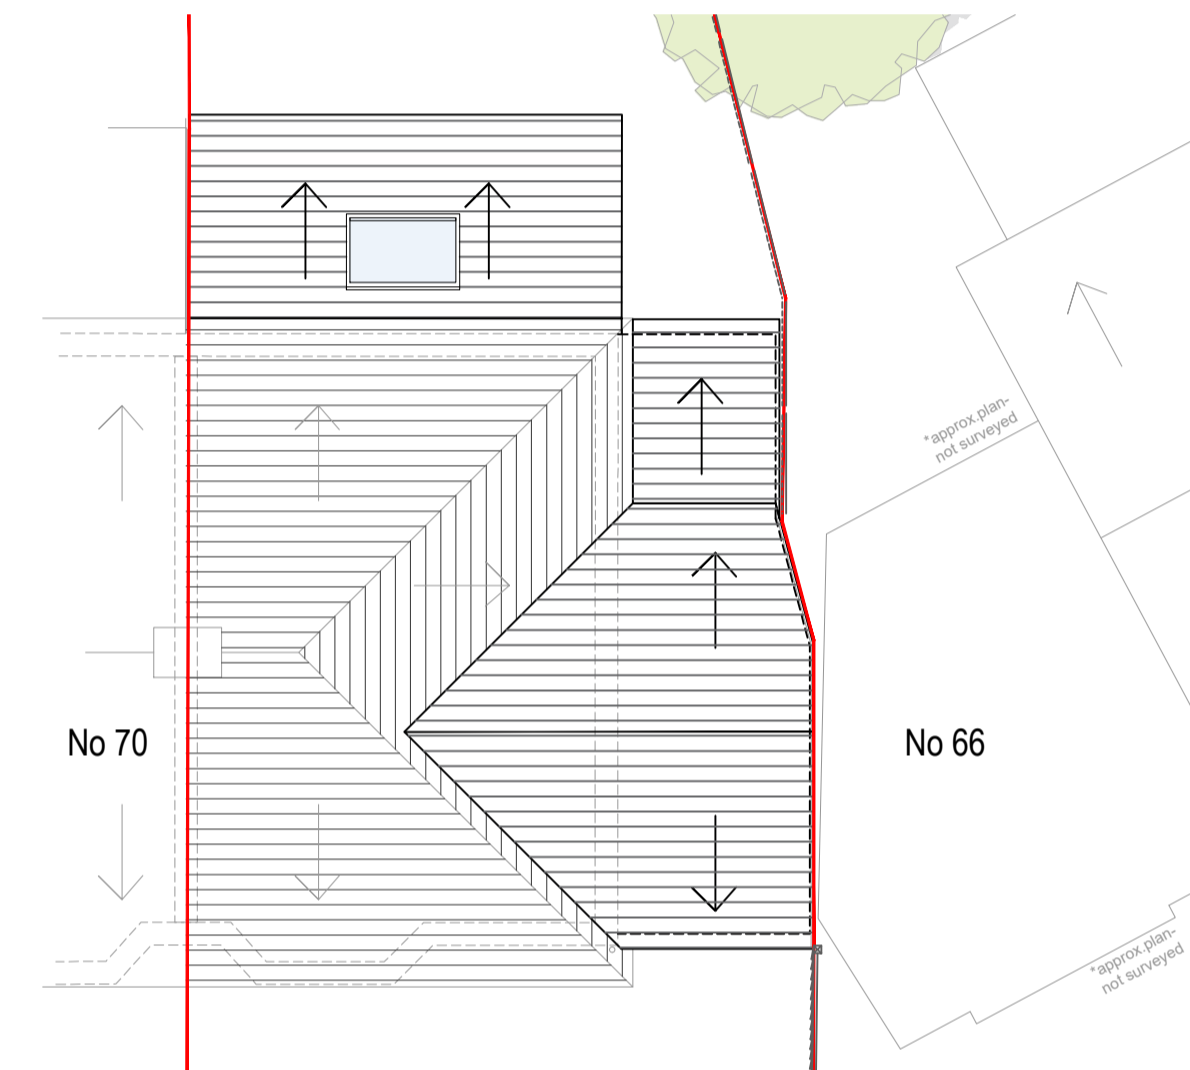 *approx.plan-
not surveyed
No 70
No 66
*approx.plan-
not surveyed